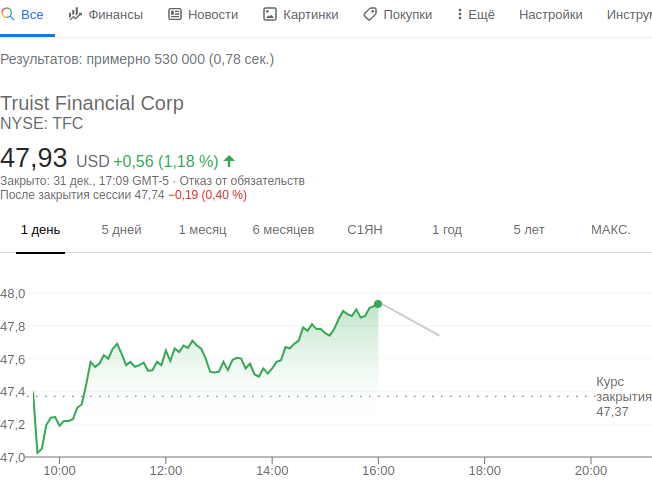 Все Финансы Новости Картинки Покупки Ещё Настройки Инстру
Результатов: примерно 530 000 (0,78 сек.)
Truist Financial Corp
NYSE: TFC
47,93 USD +0,56 (1,18 %)
Закрыто: 31 дек., 17:09 GMT-5 · Отказ от обязательств
После закрытия сессии 47,74 −0,19 (0,40 %)
1 день 5 дней 1 месяц 6 месяцев С1ЯН 1 год 5 лет МАКС.
48,0
47,8
47,6
Курс
47,4 закрытия
47,37
47,2
47,0
10:00 12:00 14:00 16:00 18:00 20:00